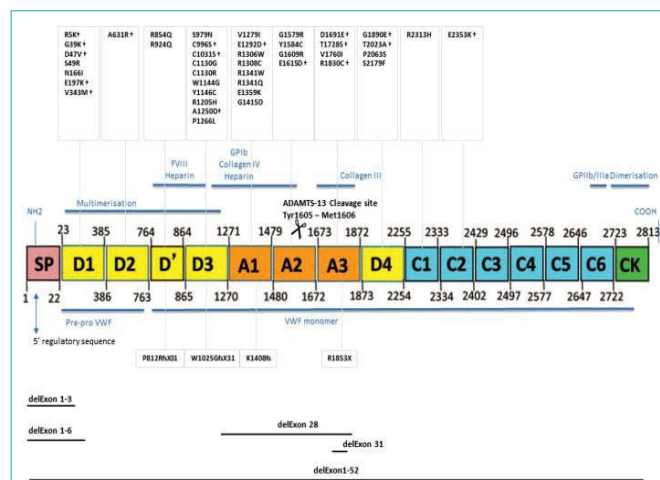 R5K+
G39K+
D47V+
S49R
N166I
E197K+
V343M+
A631R+
R854Q
R924Q
S979N
C996S+
C1031S+
C1130G
C1130R
W1144G
Y1146C
R1205H
A1250D+
P1266L
V1279I
E1292D+
R1306W
R1308C
R1341W
R1341Q
E1359K
G1415D
G1579R
Y1584C
G1609R
E1615D+
D1691E+
T1728S+
V1760I
R1830C+
G1890E+
T2023A+
P2063S
S2179F
R2313H
E2353K+
NH2
Multimerisation
FVIII
Heparin
GPIb
Collagen IV
Heparin
Collagen III
GPIIb/IIIa Dimerisation
COOH
ADAMTS-13 Cleavage site
Tyr1605 – Met1606
23 385 764 864 1271 1479 1673 1872 2255 2333 2429 2496 2578 2646 2723 2813
SP D1 D2 D' D3 A1 A2 A3 D4 C1 C2 C3 C4 C5 C6 CK
1 22 386 763 865 1270 1480 1672 1873 2254 2334 2402 2497 2577 2647 2722
Pre-pro VWF
VWF monomer
5' regulatory sequence
P812RfsX31
W1025GfsX31
K1408fs
R1853X
delExon 1-3
delExon 1-6
delExon 28
delExon 31
delExon1-52